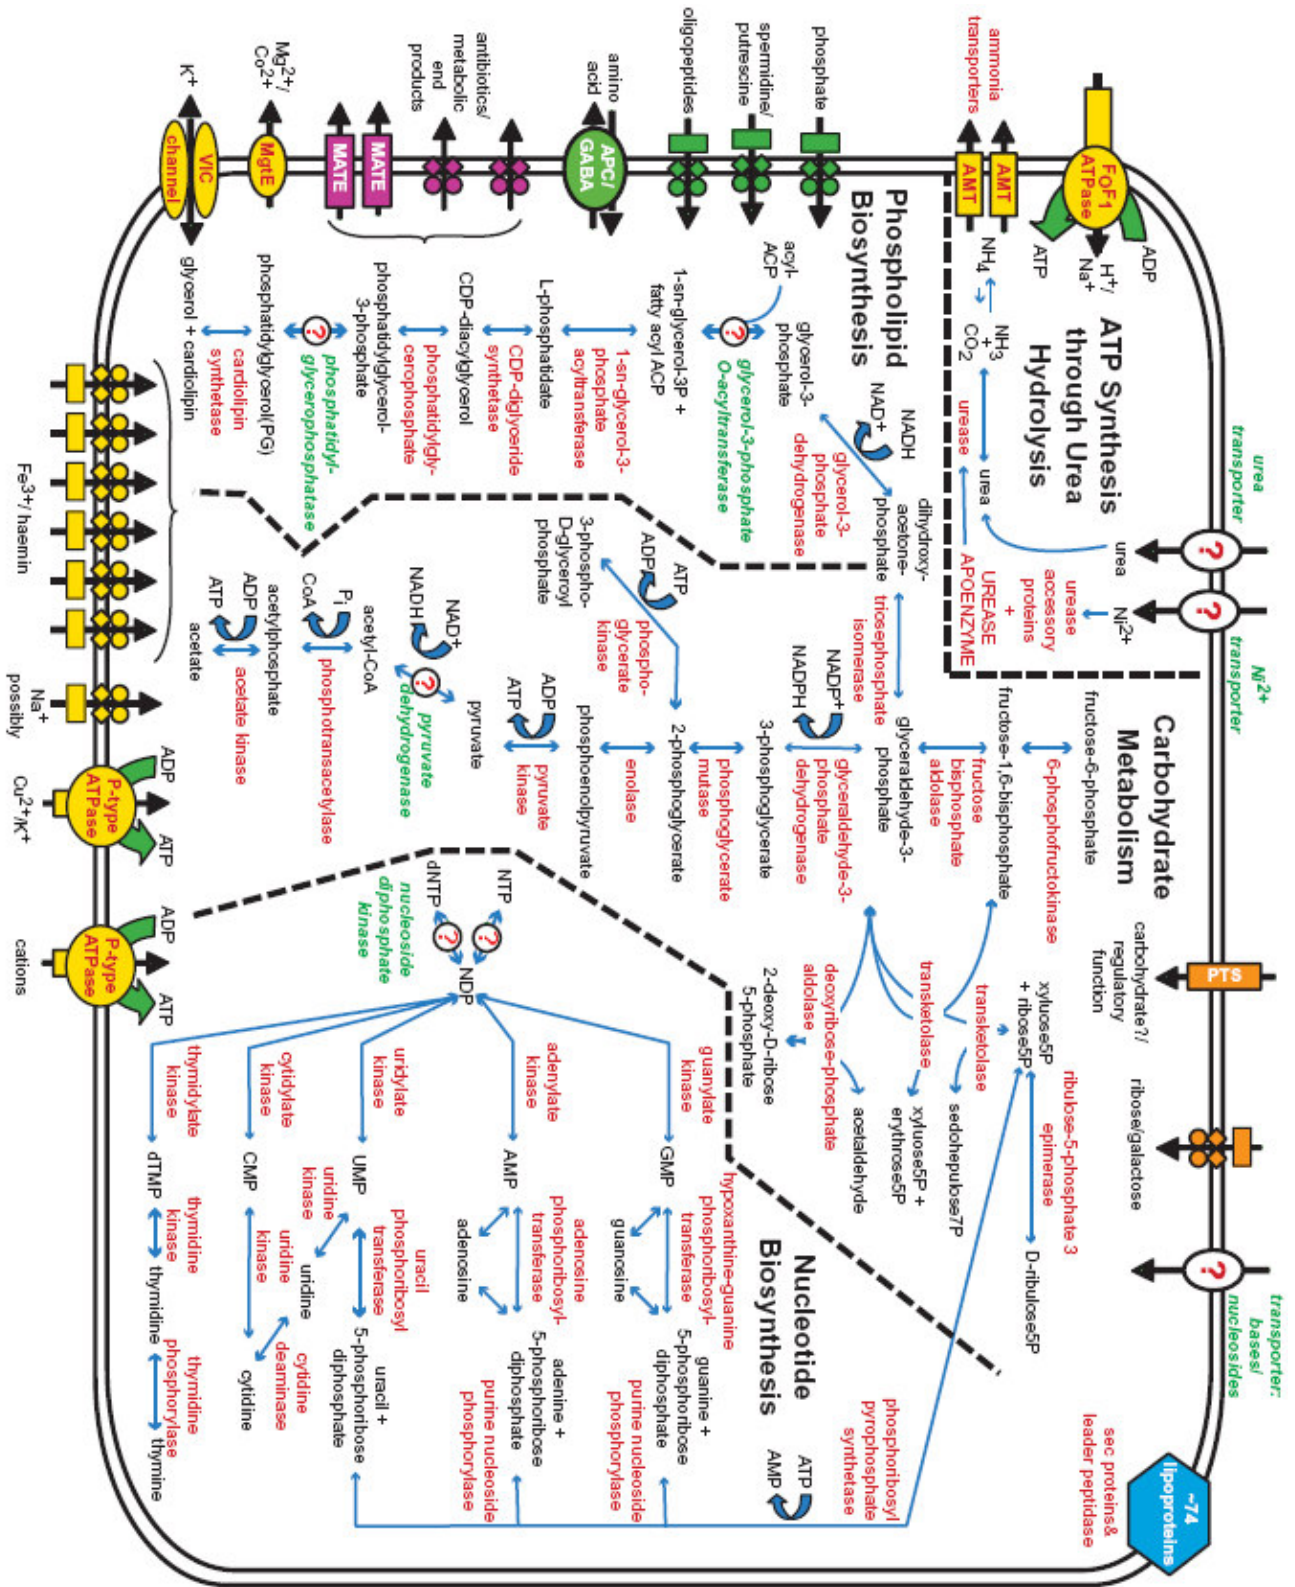 urea
transporter
Ni2+
transporter
transporter:
bases/
nucleosides
~74
lipoproteins
sec proteins&
leader peptidase
?
?
PTS
?
carbohydrate?/
regulatory
function
ribose/galactose
FoF1
ATPase
ADP
ATP
H+/
Na+
ammonia
transporters
AMT
AMT
ATP Synthesis
through Urea
Hydrolysis
NH4
NH3
+
CO2
urease
urea
urea
Ni2+
urease
accessory
proteins
+
UREASE
APOENZYME
Carbohydrate
Metabolism
fructose-6-phosphate
6-phosphofructokinase
fructose-1,6-bisphosphate
fructose
bisphosphate
aldolase
glyceraldehyde-3-
phosphate
triosephosphate
isomerase
dihydroxy-
acetone-
phosphate
NADP+
NADPH
glyceraldehyde-3-
phosphate
dehydrogenase
3-phosphoglycerate
phosphoglycerate
mutase
2-phosphoglycerate
enolase
phosphoenolpyruvate
ADP
ATP
pyruvate
kinase
pyruvate
ATP
ADP
phospho-
glycerate
kinase
3-phospho-
D-glyceroyl
phosphate
NAD+
NADH
?
pyruvate
dehydrogenase
acetyl-CoA
Pi
CoA
phosphotransacetylase
acetylphosphate
ADP
ATP
acetate kinase
acetate
xyluose5P
+ ribose5P
ribulose-5-phosphate 3
epimerase
D-ribulose5P
transketolase
sedohepulose7P
transketolase
xyluose5P +
erythrose5P
deoxyribose-phosphate
aldolase
acetaldehyde
2-deoxy-D-ribose
5-phosphate
phosphate
spermidine/
putrescine
oligopeptides
amino
acid
APC/
GABA
antibiotics/
metabolic
end
products
MATE
MATE
Mg2+/
Co2+
MgtE
K+
VIC
channel
Phospholipid
Biosynthesis
NADH
NAD+
glycerol-3-
phosphate
dehydrogenase
glycerol-3-
phosphate
acyl-
ACP
?
glycerol-3-phosphate
O-acyltransferase
1-sn-glycerol-3P +
fatty acyl ACP
1-sn-glycerol-3-
phosphate
acyltransferase
L-phosphatidate
CDP-diglyceride
synthetase
CDP-diacylglycerol
phosphatidylgly-
cerophosphate
phosphatidylglycerol-
3-phosphate
?
phosphatidyl-
glycerophosphatase
phosphatidylglycerol(PG)
cardiolipin
synthetase
glyoerol + cardiolipin
Nucleotide
Biosynthesis
ATP
AMP
phosphoribosyl
pyrophosphate
synthetase
NTP
dNTP
?
?
nucleoside
diphosphate
kinase
NDP
guanylate
kinase
GMP
hypoxanthine-guanine
phosphoribosyl-
transferase
guanosine
guanine +
5-phosphoribose
diphosphate
purine nucleoside
phosphorylase
adenylate
kinase
AMP
adenosine
phosphoribosyl-
transferase
adenosine
adenine +
5-phosphoribose
diphosphate
purine nucleoside
phosphorylase
uridylate
kinase
UMP
uracil
phosphoribosyl
transferase
uracil +
5-phosphoribose
diphosphate
uridine
kinase
uridine
cytidylate
kinase
CMP
uridine
kinase
cytidine
deaminase
cytidine
thymidylate
kinase
dTMP
thymidine
kinase
thymidine
thymidine
phosphorylase
thymine
Fe3+/ haemin
Na+
possibly
ADP
P-type
ATPase
ATP
Cu2+/K+
ADP
P-type
ATPase
ATP
cations